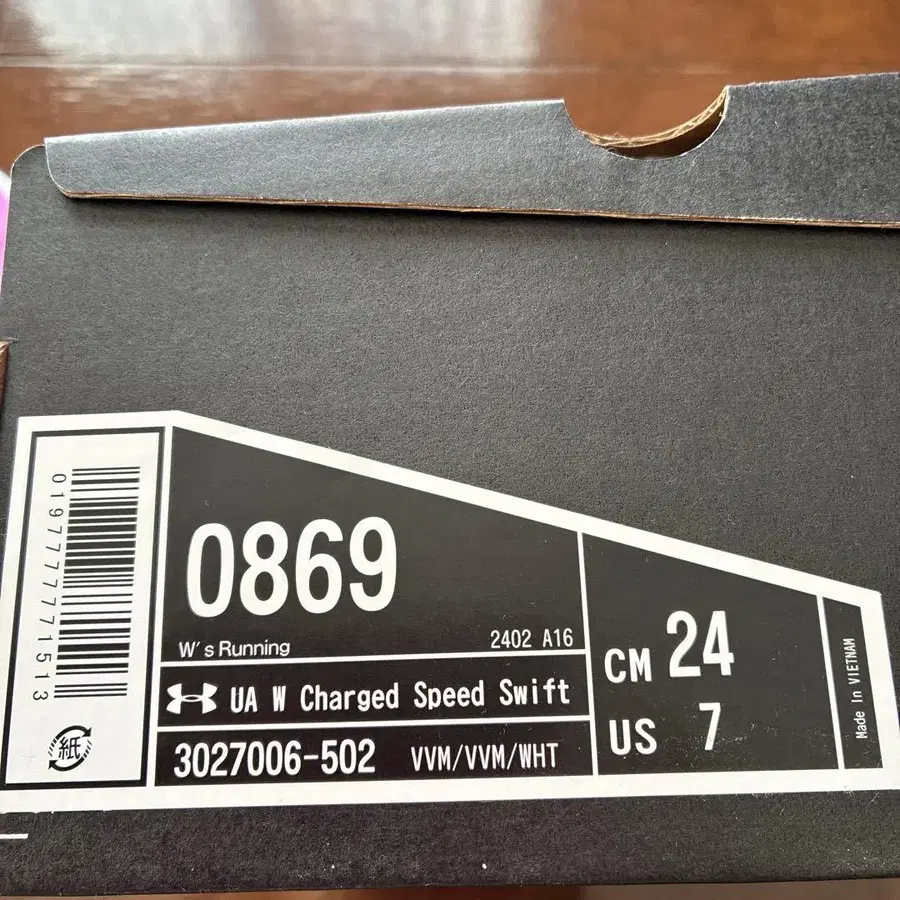 0197777771513
紙
0869
W's Running 2402 A16
UA W Charged Speed Swift
3027006-502 VVM/VVM/WHT
CM 24
US 7
Made In VIETNAM